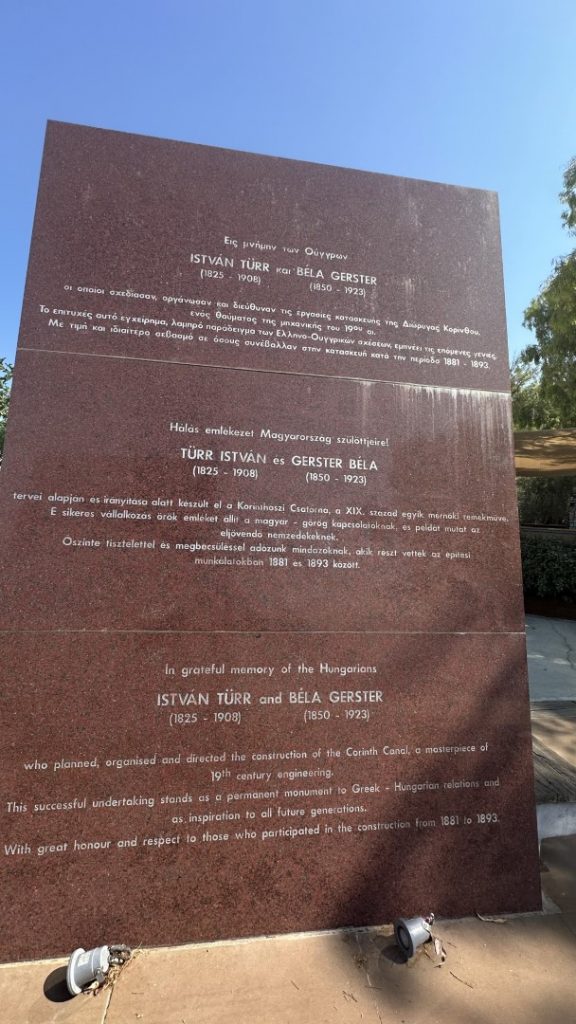 Εις μνήμην των Ούγγρων
ISTVÁN TÜRR και BÉLA GERSTER
(1825 - 1908) (1850 - 1923)
οι οποίοι σχεδίασαν, οργάνωσαν και διεύθυναν τις εργασίες κατασκευής της Διώρυγος Κορίνθου,
ενός θαύματος της μηχανικής του 19ου αι.
Το επιτυχές αυτό εγχείρημα, λαμπρό παράδειγμα των Ελληνο-Ουγγρικών σχέσεων εμπνέει τις επόμενες γενιές.
Με τιμή και ιδιαίτερο σεβασμό σε όσους συνέβαλλαν στην κατασκευή κατά την περίοδο 1881 - 1893.
Hálás emlékezet Magyarország szülöttjeire!
TÜRR ISTVÁN és GERSTER BÉLA
(1825 - 1908) (1850 - 1923)
tervei alapján és irányítása alatt készült el a Korinthoszi Csatorna, a XIX. század egyik mérnöki remekműve.
E sikeres vállalkozás örök emléket állít a magyar - görög kapcsolatoknak, és példát mutat az
eljövendő nemzedékeknek.
Őszinte tisztelettel és megbecsüléssel adózunk mindazoknak, akik részt vettek az építési
munkálatokban 1881 és 1893 között.
In grateful memory of the Hungarians
ISTVÁN TÜRR and BÉLA GERSTER
(1825 - 1908) (1850 - 1923)
who planned, organised and directed the construction of the Corinth Canal, a masterpiece of
19th century engineering.
This successful undertaking stands as a permanent monument to Greek - Hungarian relations and
as inspiration to all future generations.
With great honour and respect to those who participated in the construction from 1881 to 1893.